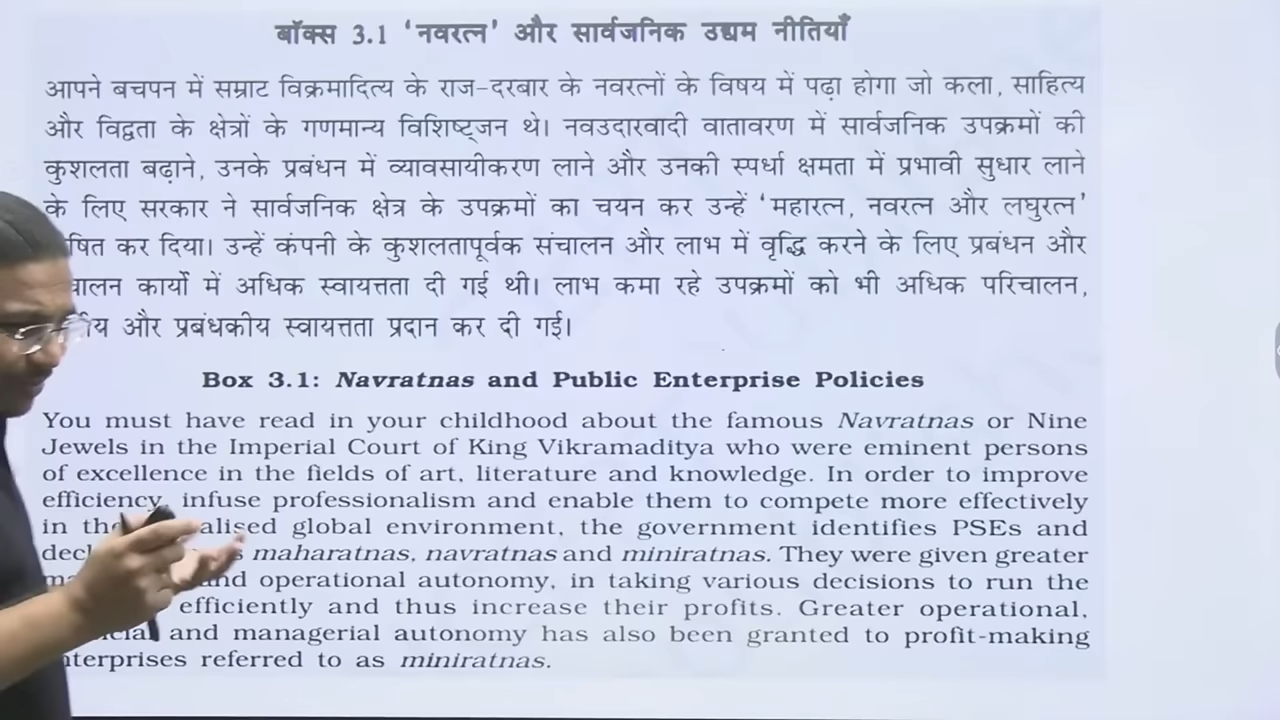 बॉक्स 3.1 ‘नवरत्न’ और सार्वजनिक उद्यम नीतियाँ
आपने बचपन में सम्राट विक्रमादित्य के राज-दरबार के नवरत्नों के विषय में पढ़ा होगा जो कला, साहित्य
और विद्वता के क्षेत्रों के गणमान्य विशिष्ट्जन थे। नवउदारवादी वातावरण में सार्वजनिक उपक्रमों की
कुशलता बढ़ाने, उनके प्रबंधन में व्यावसायीकरण लाने और उनकी स्पर्धा क्षमता में प्रभावी सुधार लाने
के लिए सरकार ने सार्वजनिक क्षेत्र के उपक्रमों का चयन कर उन्हें ‘महारत्न, नवरत्न और लघुरत्न’
कर दिया। उन्हें कंपनी के कुशलतापूर्वक संचालन और लाभ में वृद्धि करने के लिए प्रबंधन और
कार्यो में अधिक स्वायत्तता दी गई थी। लाभ कमा रहे उपक्रमों को भी अधिक परिचालन,
और प्रबंधकीय स्वायत्तता प्रदान कर दी गई।
Box 3.1: Navratnas and Public Enterprise Policies
You must have read in your childhood about the famous Navratnas or Nine
Jewels in the Imperial Court of King Vikramaditya who were eminent persons
of excellence in the fields of art, literature and knowledge. In order to improve
efficiency, infuse professionalism and enable them to compete more effectively
in the global environment, the government identifies PSEs and
maharatnas, navratnas and miniratnas. They were given greater
and operational autonomy, in taking various decisions to run the
efficiently and thus increase their profits. Greater operational,
and managerial autonomy has also been granted to profit-making
enterprises referred to as miniratnas.